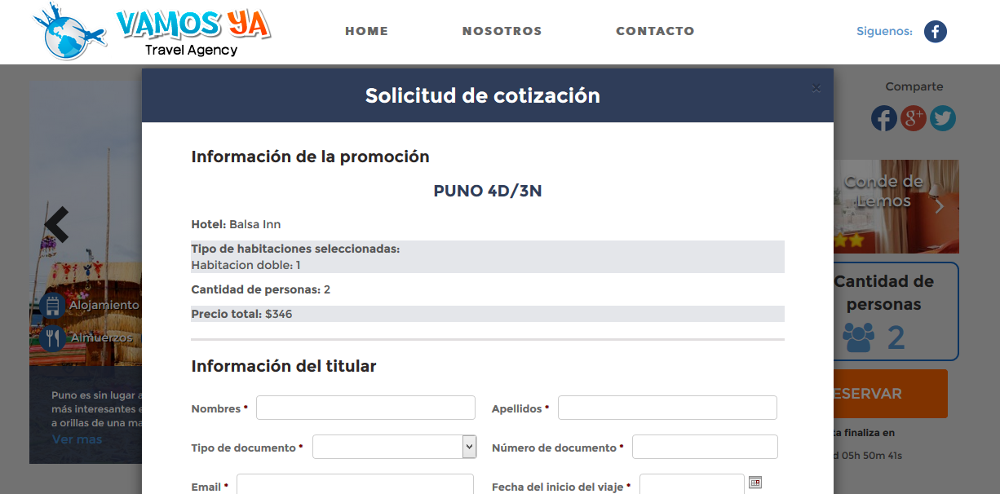 VAMOS YA
Travel Agency
HOME
NOSOTROS
CONTACTO
Siguenos:
Solicitud de cotización
×
Información de la promoción
PUNO 4D/3N
Hotel: Balsa Inn
Tipo de habitaciones seleccionadas:
Habitacion doble: 1
Cantidad de personas: 2
Precio total: $346
Información del titular
Nombres *
Apellidos *
Tipo de documento *
Número de documento *
Email *
Fecha del inicio del viaje *
Alojamiento
Almuerzos
Puno es sin lugar a
más interesantes e
a orillas de una ma
Ver mas
Comparte
Conde de
Lemos
Cantidad de
personas
2
ESERVAR
ta finaliza en
d 05h 50m 41s